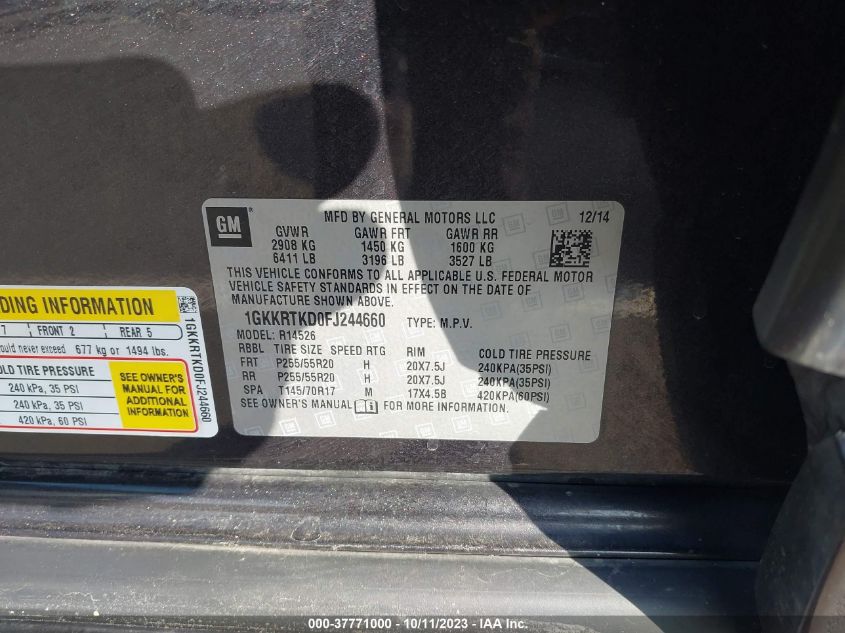 GM
MFD BY GENERAL MOTORS LLC 12/14
GVWR GAWR FRT GAWR RR
2908 KG 1450 KG 1600 KG
6411 LB 3196 LB 3527 LB
THIS VEHICLE CONFORMS TO ALL APPLICABLE U.S. FEDERAL MOTOR
VEHICLE SAFETY STANDARDS IN EFFECT ON THE DATE OF
MANUFACTURE SHOWN ABOVE.
1GKKRTKD0FJ244660 TYPE: M.P.V.
MODEL: R14526
RBBL TIRE SIZE SPEED RTG RIM COLD TIRE PRESSURE
FRT P255/55R20 H 20X7.5J 240KPA(35PSI)
RR P255/55R20 H 20X7.5J 240KPA(35PSI)
SPA T145/70R17 M 17X4.5B 420KPA(60PSI)
SEE OWNER'S MANUAL FOR MORE INFORMATION.
DING INFORMATION
7 FRONT 2 REAR 5
ould never exceed 677 kg or 1494 lbs.
COLD TIRE PRESSURE
240 kPa, 35 PSI
240 kPa, 35 PSI
420 kPa, 60 PSI
SEE OWNER'S
MANUAL FOR
ADDITIONAL
INFORMATION
1GKKRTKD0FJ244660
000-37771000 - 10/11/2023 - IAA Inc.